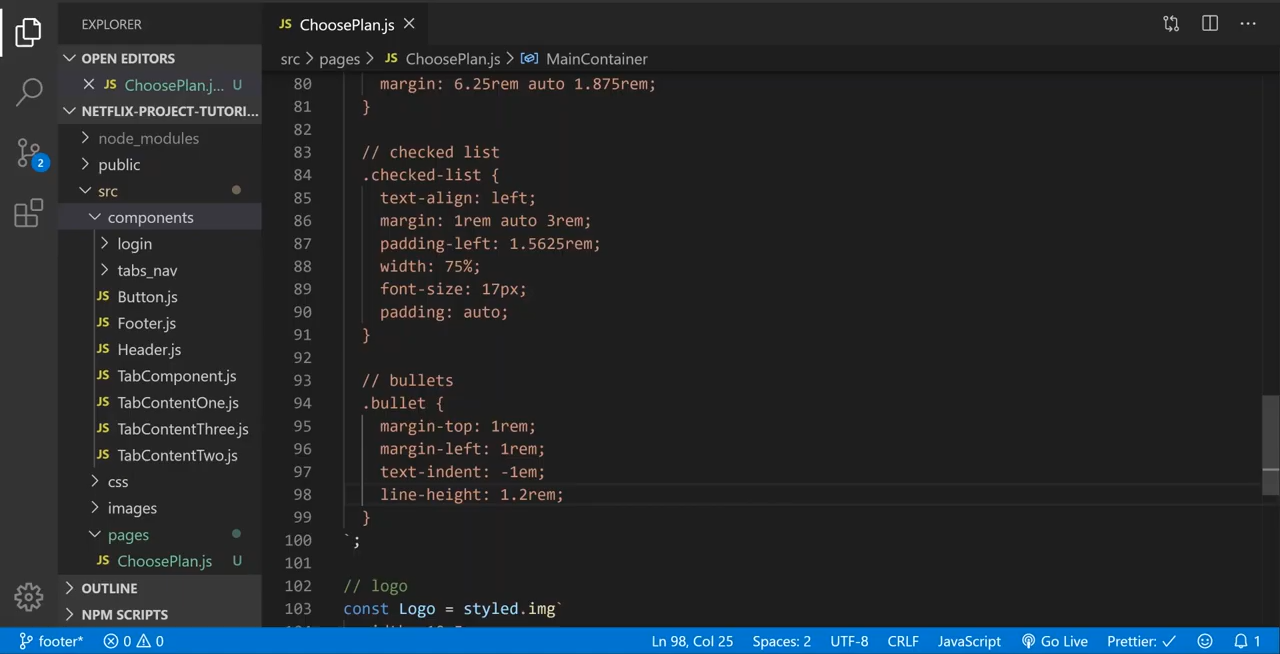 EXPLORER
OPEN EDITORS
JS ChoosePlan.j... U
NETFLIX-PROJECT-TUTORI...
node_modules
public
src
components
login
tabs_nav
JS Button.js
JS Footer.js
JS Header.js
JS TabComponent.js
JS TabContentOne.js
JS TabContentThree.js
JS TabContentTwo.js
css
images
pages
JS ChoosePlan.js U
OUTLINE
NPM SCRIPTS
2
JS ChoosePlan.js
src > pages > JS ChoosePlan.js > MainContainer
80 margin: 6.25rem auto 1.875rem;
81 }
82
83 // checked list
84 .checked-list {
85 text-align: left;
86 margin: 1rem auto 3rem;
87 padding-left: 1.5625rem;
88 width: 75%;
89 font-size: 17px;
90 padding: auto;
91 }
92
93 // bullets
94 .bullet {
95 margin-top: 1rem;
96 margin-left: 1rem;
97 text-indent: -1em;
98 line-height: 1.2rem;
99 }
100 `;
101
102 // logo
103 const Logo = styled.img`
footer* 0 0 Ln 98, Col 25 Spaces: 2 UTF-8 CRLF JavaScript Go Live Prettier: ✓ 1